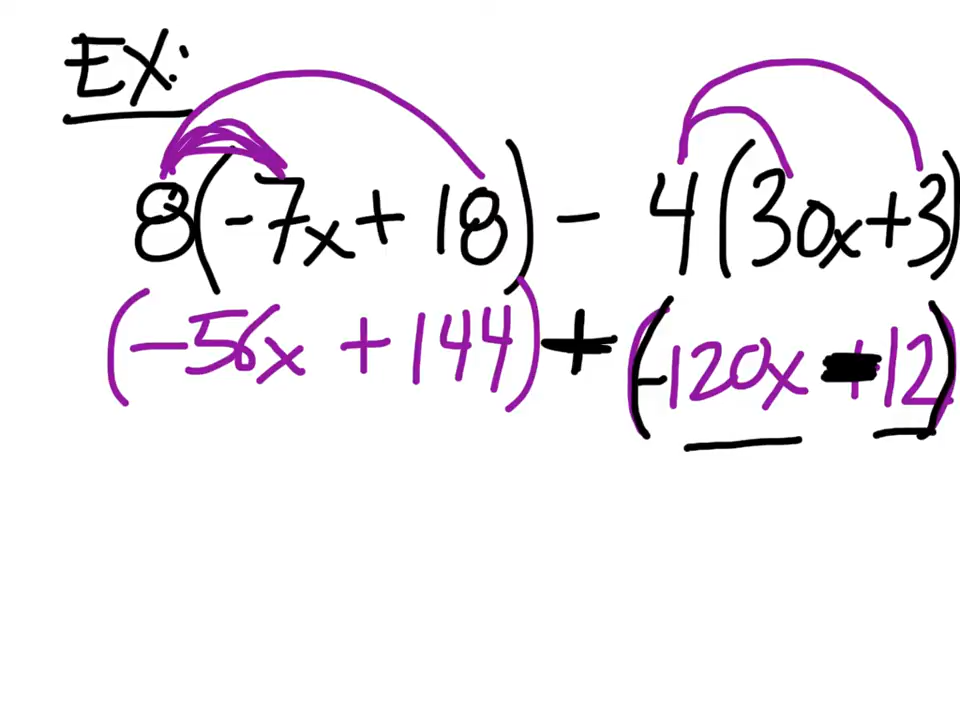 EX:
8(-7x+18) - 4(30x+3)
(-56x + 144) + (-120x - 12)